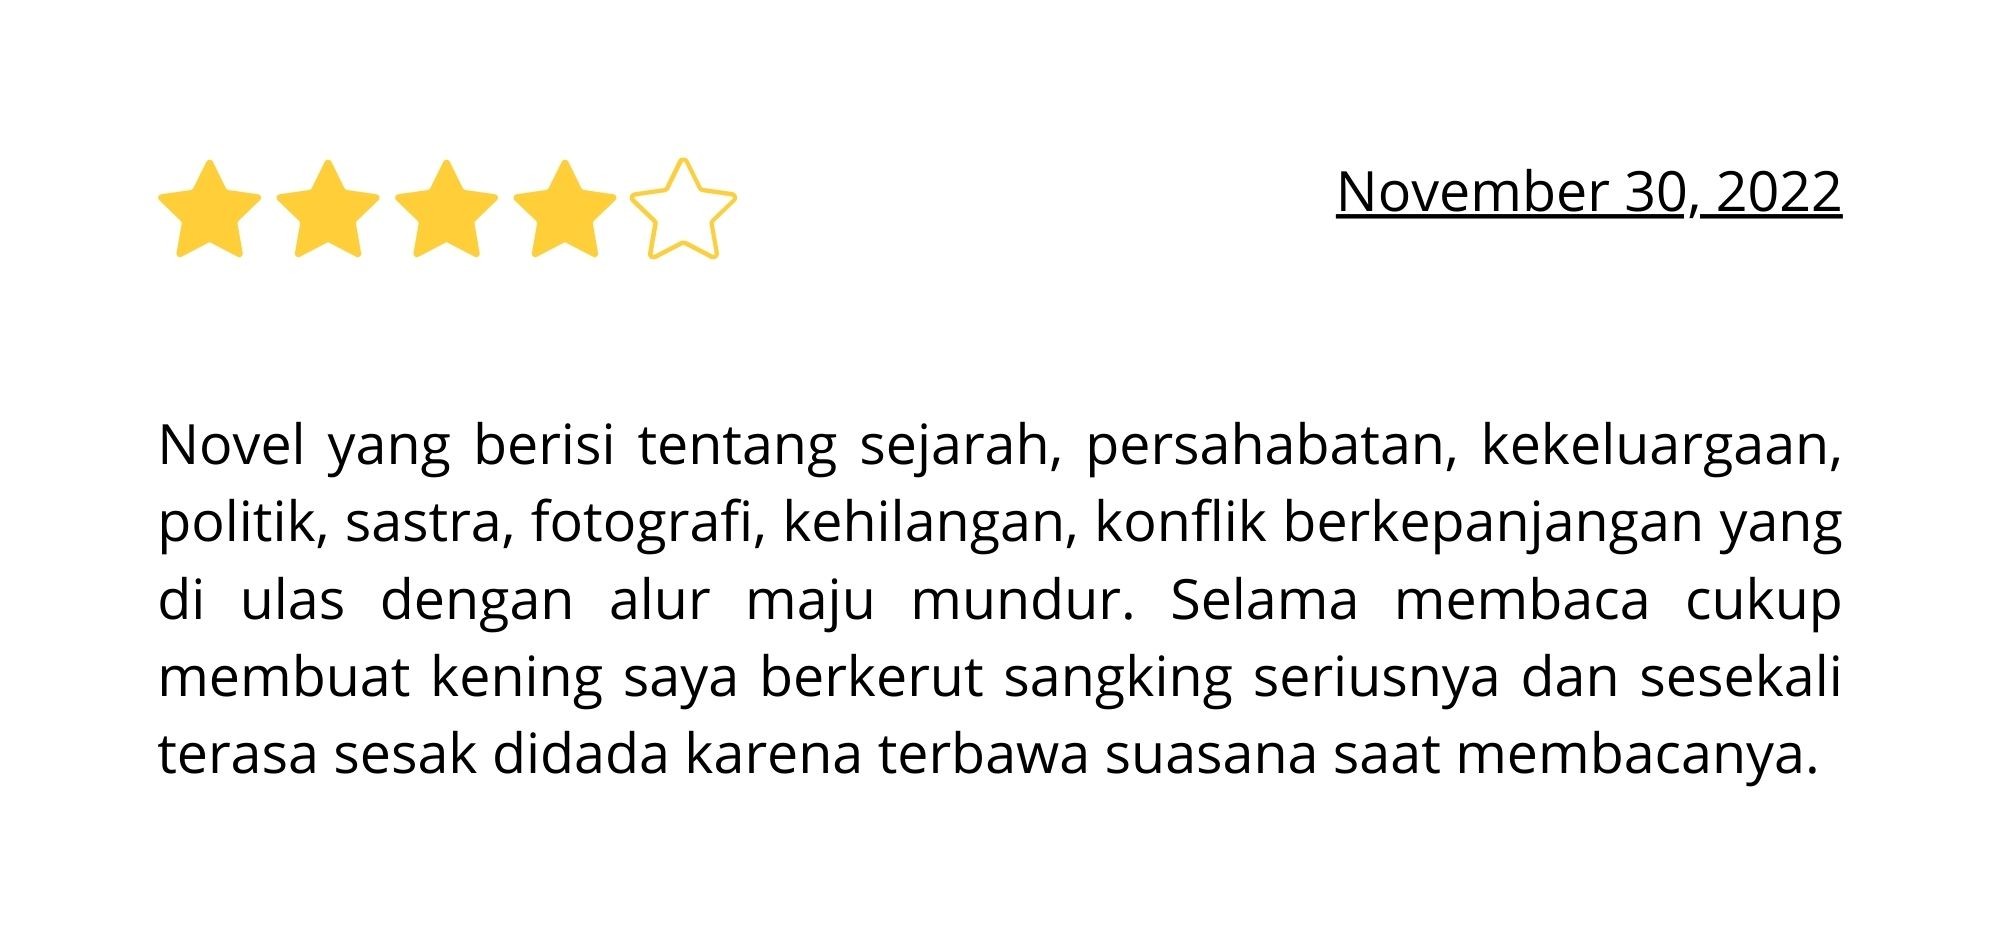 November 30, 2022
Novel yang berisi tentang sejarah, persahabatan, kekeluargaan,
politik, sastra, fotografi, kehilangan, konflik berkepanjangan yang
di ulas dengan alur maju mundur. Selama membaca cukup
membuat kening saya berkerut sangking seriusnya dan sesekali
terasa sesak didada karena terbawa suasana saat membacanya.